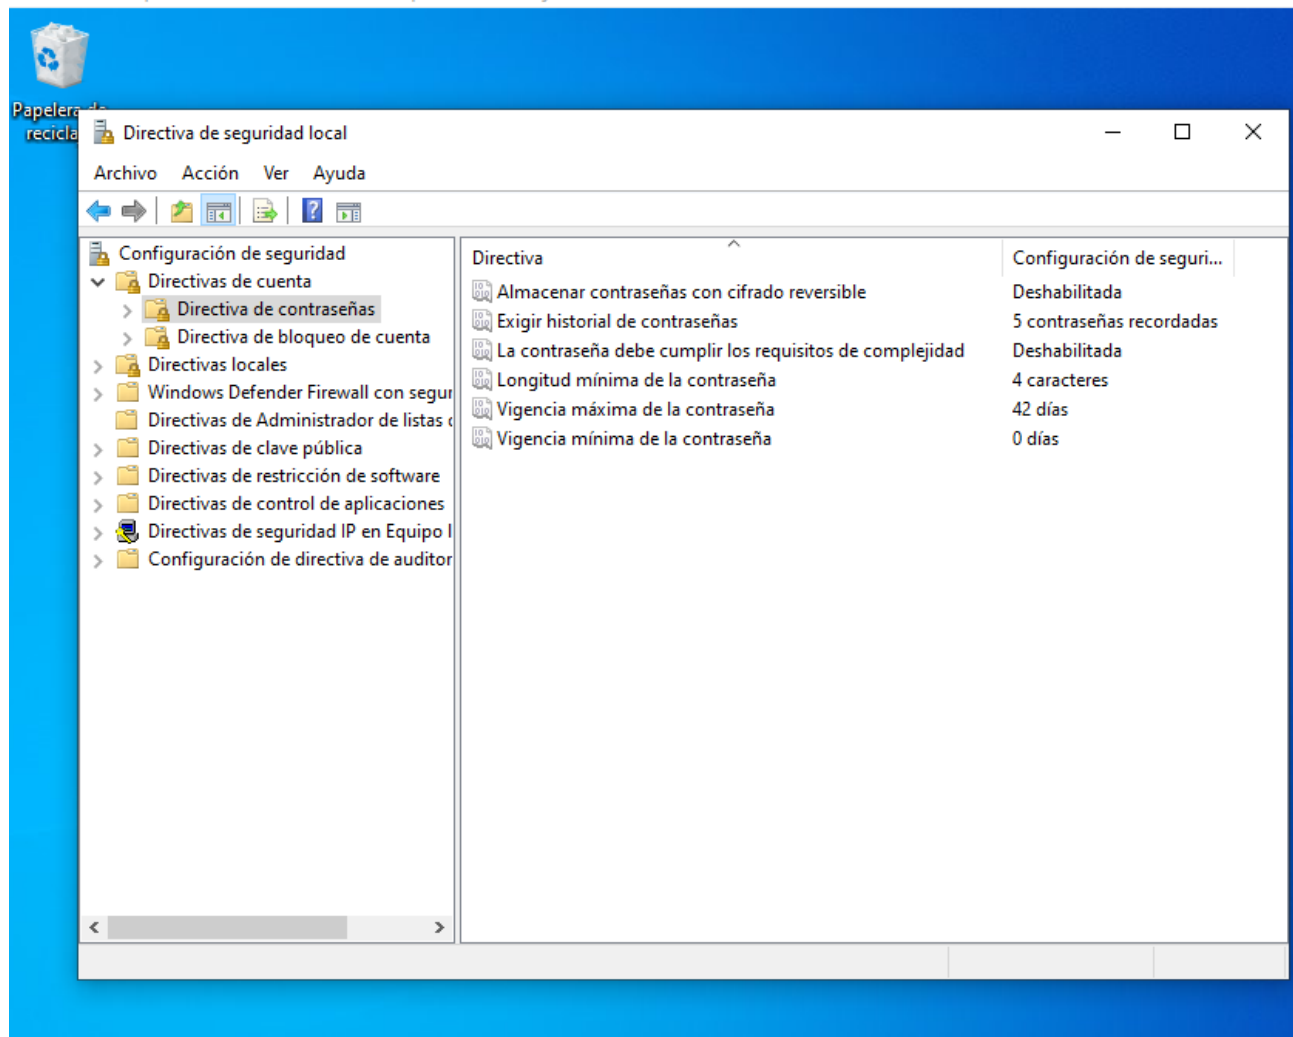 Papelera de
recicla
Directiva de seguridad local
Archivo Acción Ver Ayuda
Configuración de seguridad
Directivas de cuenta
Directiva de contraseñas
Directiva de bloqueo de cuenta
Directivas locales
Windows Defender Firewall con segur
Directivas de Administrador de listas c
Directivas de clave pública
Directivas de restricción de software
Directivas de control de aplicaciones
Directivas de seguridad IP en Equipo l
Configuración de directiva de auditor
Directiva Configuración de seguri...
Almacenar contraseñas con cifrado reversible Deshabilitada
Exigir historial de contraseñas 5 contraseñas recordadas
La contraseña debe cumplir los requisitos de complejidad Deshabilitada
Longitud mínima de la contraseña 4 caracteres
Vigencia máxima de la contraseña 42 días
Vigencia mínima de la contraseña 0 días